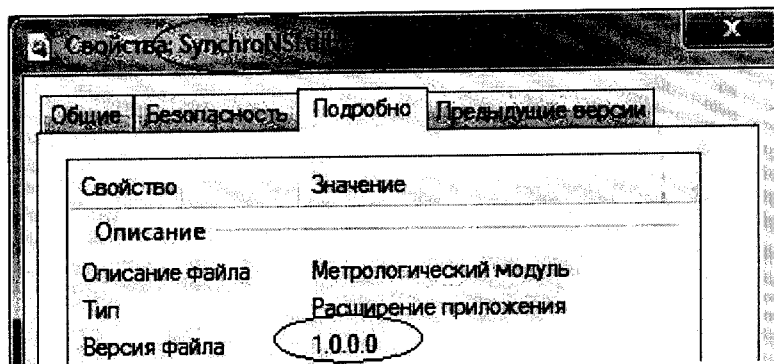 Свойства: SynchroNSI.dll
x
Общие Безопасность Подробно Предыдущие версии
Свойство Значение
Описание
Описание файла Метрологический модуль
Тип Расширение приложения
Версия файла 1.0.0.0